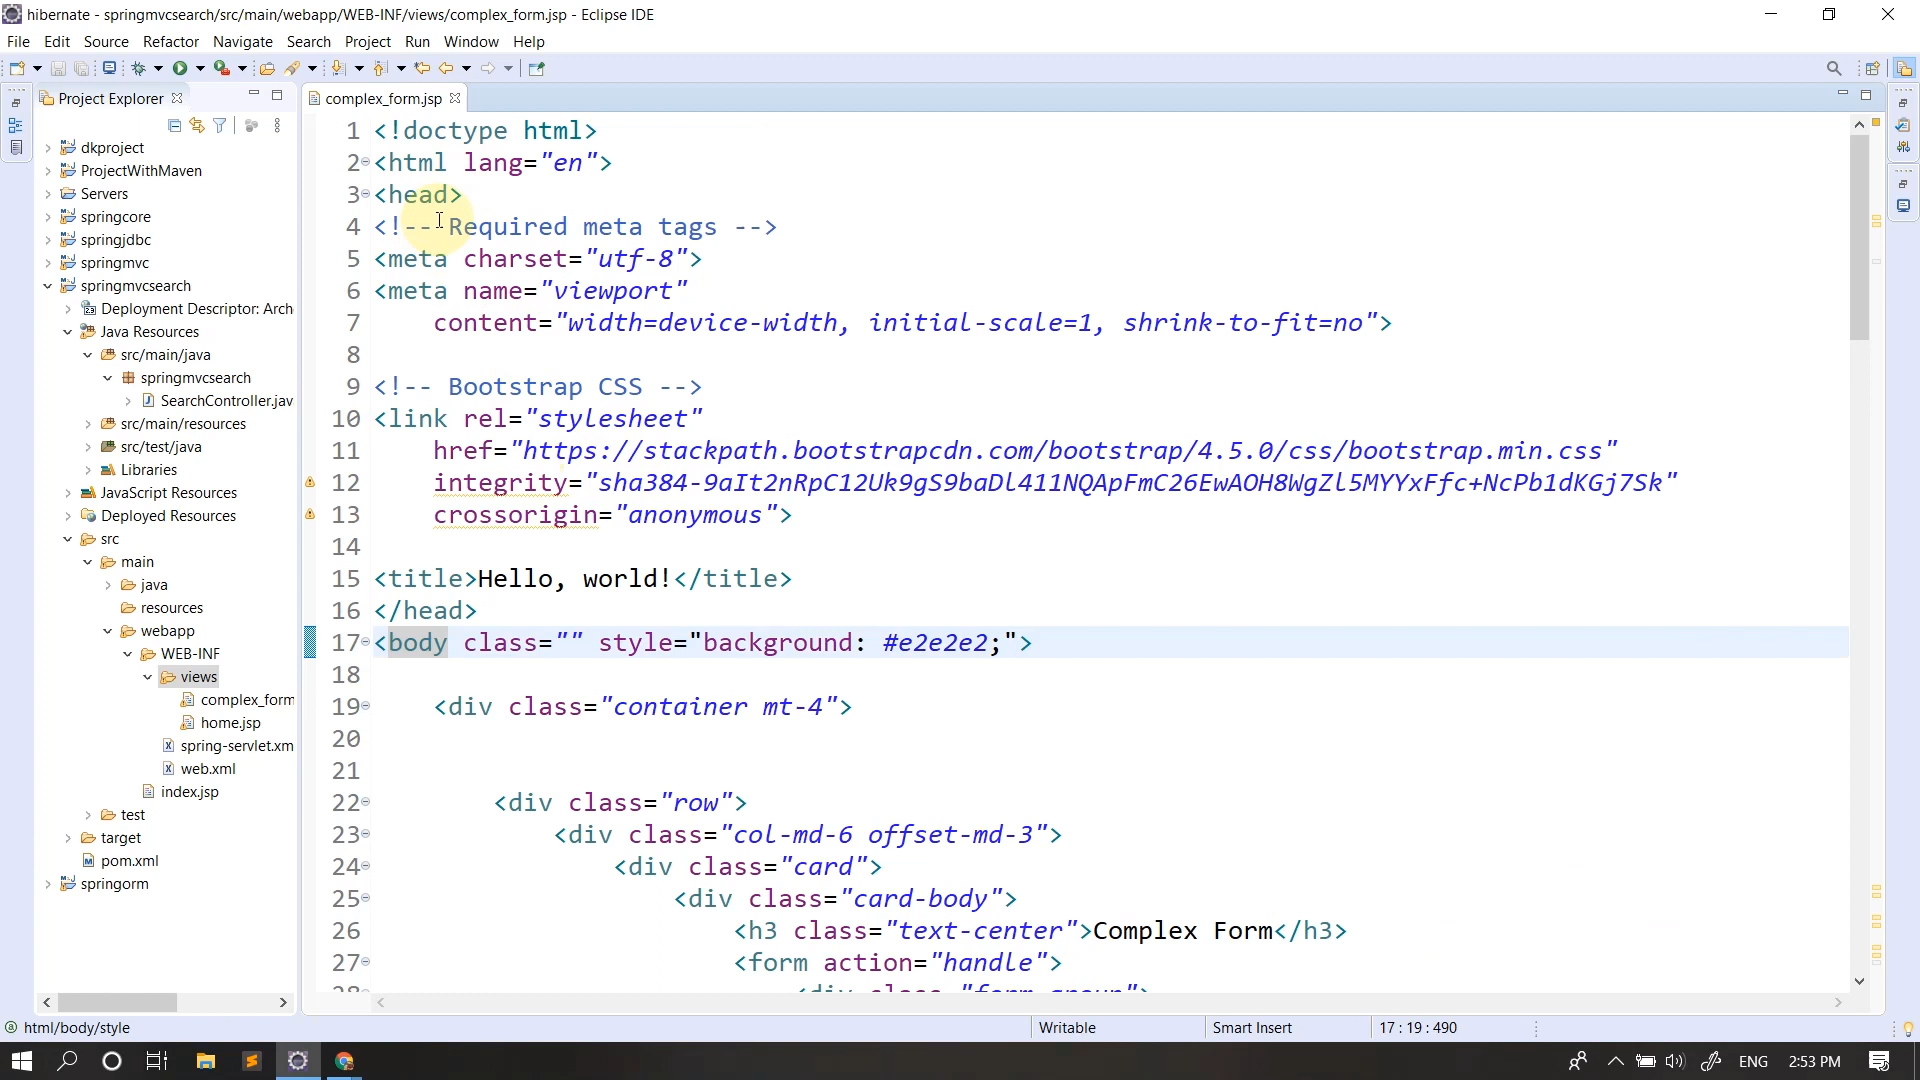 hibernate - springmvcsearch/src/main/webapp/WEB-INF/views/complex_form.jsp - Eclipse IDE
File Edit Source Refactor Navigate Search Project Run Window Help
Project Explorer
dkproject
ProjectWithMaven
Servers
springcore
springjdbc
springmvc
springmvcsearch
Deployment Descriptor: Arch
Java Resources
src/main/java
springmvcsearch
SearchController.jav
src/main/resources
src/test/java
Libraries
JavaScript Resources
Deployed Resources
src
main
java
resources
webapp
WEB-INF
views
complex_form
home.jsp
spring-servlet.xm
web.xml
index.jsp
test
target
pom.xml
springorm
complex_form.jsp
1 <!doctype html>
2 <html lang="en">
3 <head>
4 <!-- Required meta tags -->
5 <meta charset="utf-8">
6 <meta name="viewport"
7 content="width=device-width, initial-scale=1, shrink-to-fit=no">
8
9 <!-- Bootstrap CSS -->
10 <link rel="stylesheet"
11 href="https://stackpath.bootstrapcdn.com/bootstrap/4.5.0/css/bootstrap.min.css"
12 integrity="sha384-9aIt2nRpC12Uk9gS9baDl411NQApFmC26EwAOH8WgZl5MYYxFfc+NcPb1dKGj7Sk"
13 crossorigin="anonymous">
14
15 <title>Hello, world!</title>
16 </head>
17 <body class="" style="background: #e2e2e2;">
18
19 <div class="container mt-4">
20
21
22 <div class="row">
23 <div class="col-md-6 offset-md-3">
24 <div class="card">
25 <div class="card-body">
26 <h3 class="text-center">Complex Form</h3>
27 <form action="handle">
28 <div class="form-group">
html/body/style
Writable
Smart Insert
17 : 19 : 490
ENG
2:53 PM